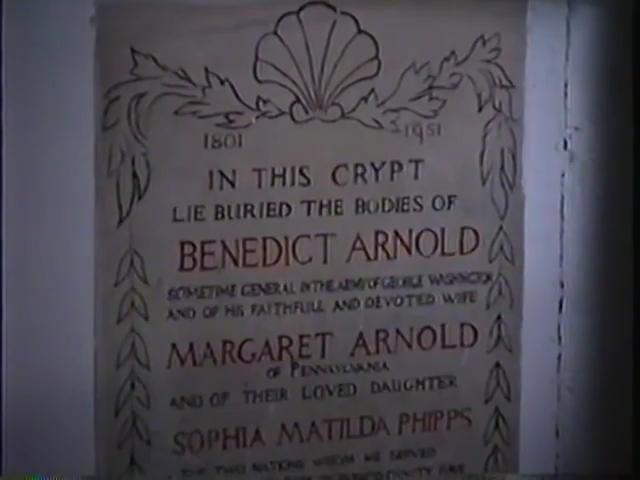 1801 1951
IN THIS CRYPT
LIE BURIED THE BODIES OF
BENEDICT ARNOLD
SOMETIME GENERAL IN THE ARMY OF GEORGE WASHINGTON
AND OF HIS FAITHFULL AND DEVOTED WIFE
MARGARET ARNOLD
OF PENNSYLVANIA
AND OF THEIR LOVED DAUGHTER
SOPHIA MATILDA PHIPPS
THE TWO NATIONS WHOM HE SERVED